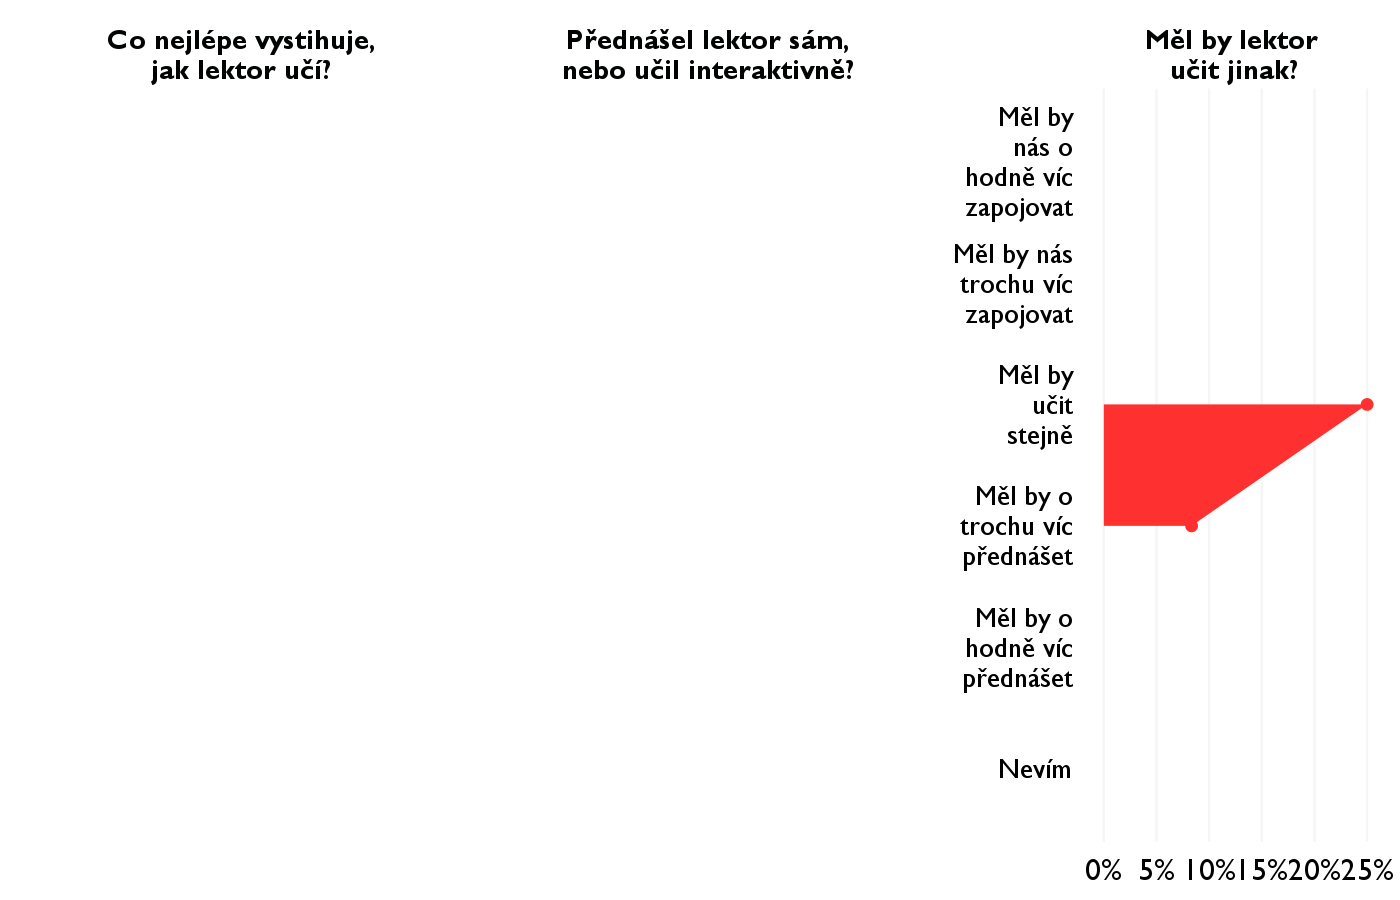 Co nejlépe vystihuje,
jak lektor učí?
Přednášel lektor sám,
nebo učil interaktivně?
Měl by lektor
učit jinak?
Měl by
nás o
hodně víc
zapojovat
Měl by nás
trochu víc
zapojovat
Měl by
učit
stejně
Měl by o
trochu víc
přednášet
Měl by o
hodně víc
přednášet
Nevím
0% 5% 10% 15% 20% 25%